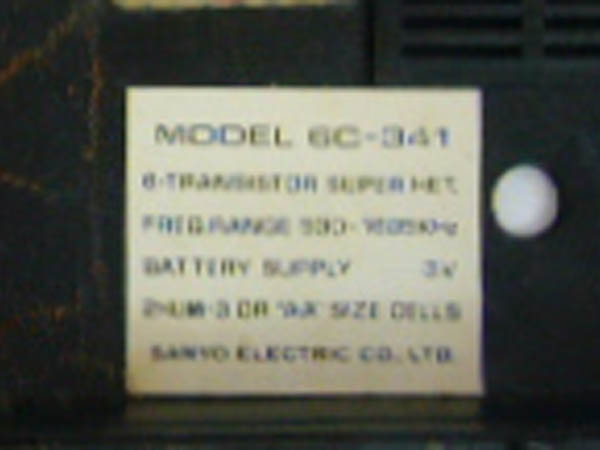 MODEL 6C-341
6-TRANSISTOR SUPER HET.
FREQ.RANGE 530-1605KHz
BATTERY SUPPLY 3V
2 UM-3 OR "AA" SIZE CELLS
SANYO ELECTRIC CO., LTD.